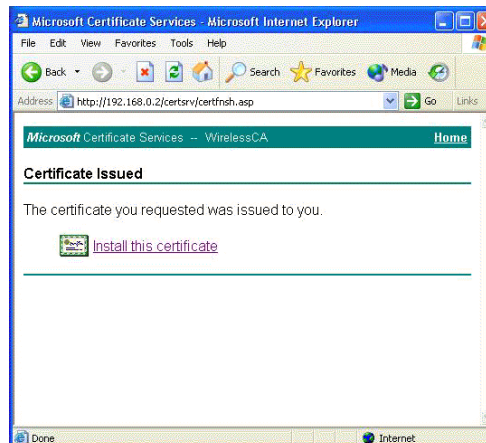 Microsoft Certificate Services - Microsoft Internet Explorer
File Edit View Favorites Tools Help
Back Search Favorites Media
Address http://192.168.0.2/certsrv/certfnsh.asp Go Links
Microsoft Certificate Services -- WirelessCA Home
Certificate Issued
The certificate you requested was issued to you.
Install this certificate
Done Internet